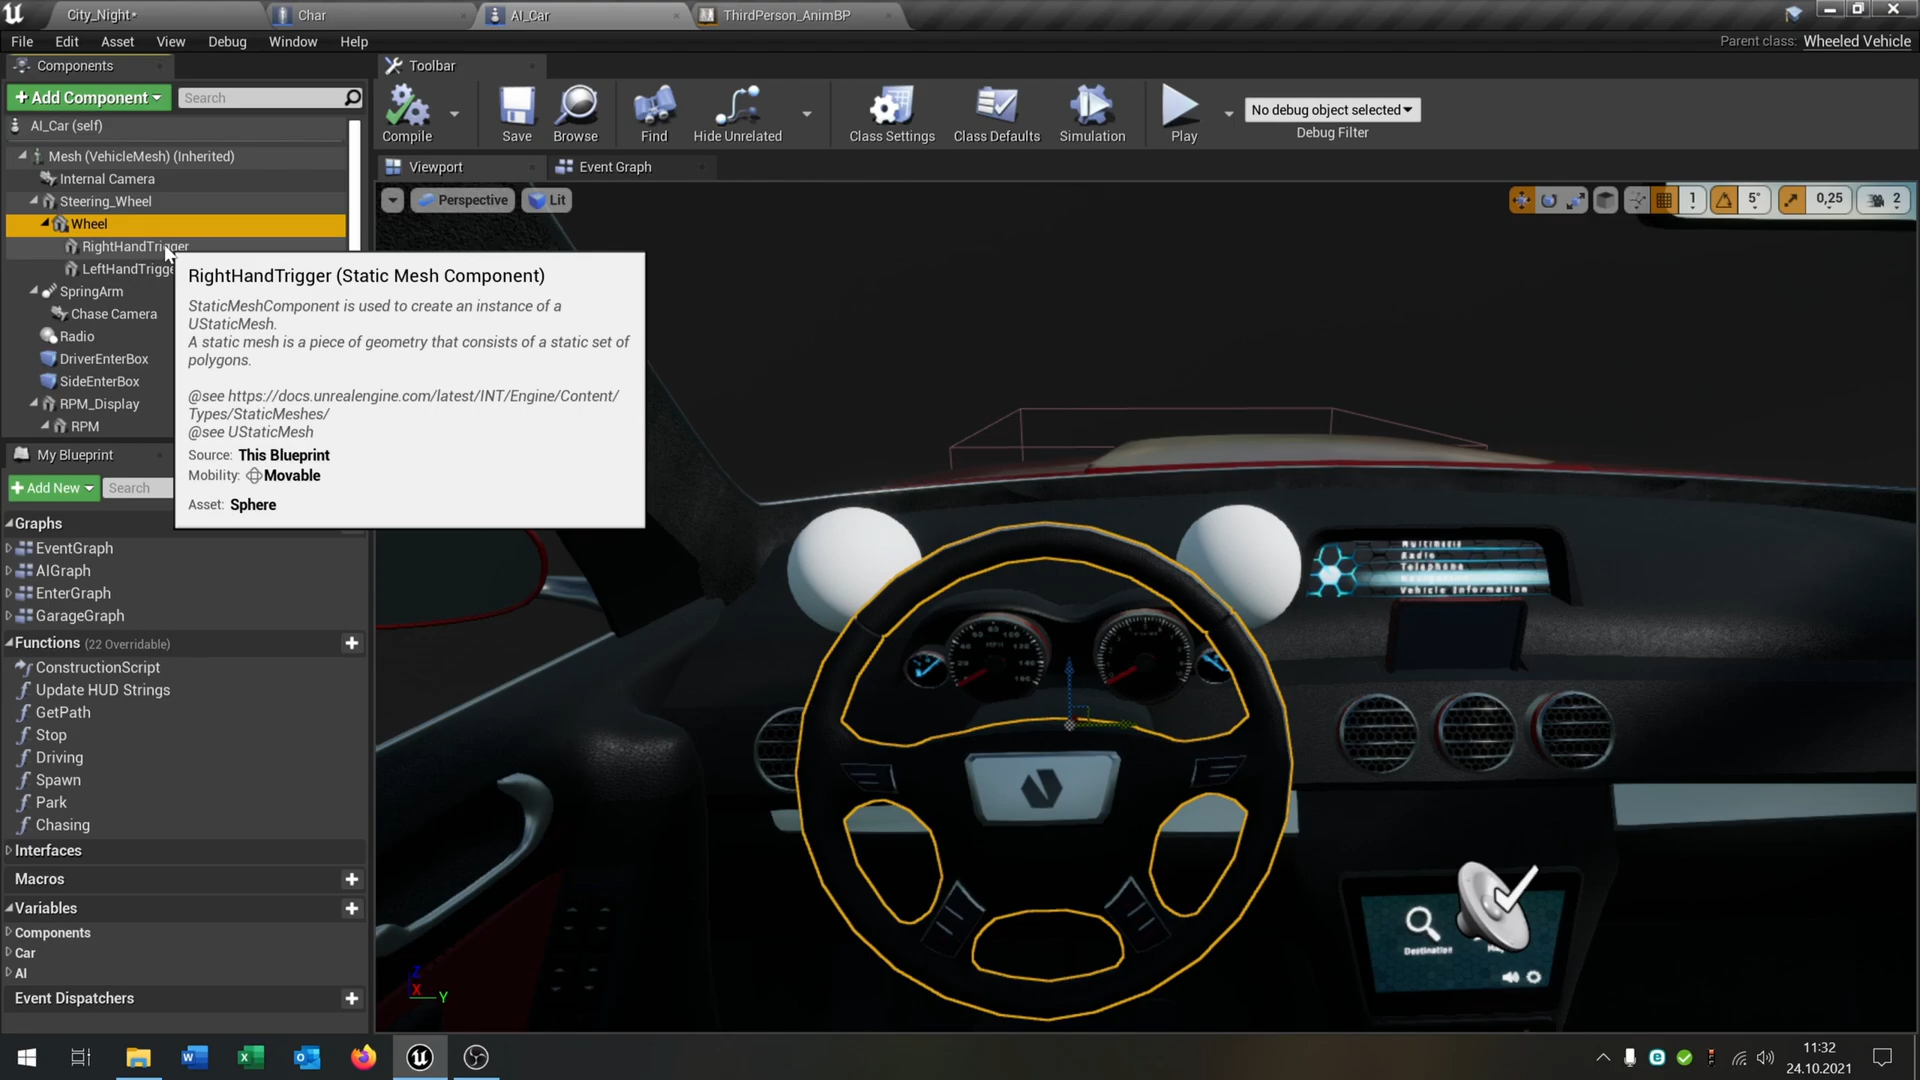 City_Night*
Char
AI_Car
ThirdPerson_AnimBP
File
Edit
Asset
View
Debug
Window
Help
Parent class: Wheeled Vehicle
Components
Toolbar
+ Add Component
Search
Compile
Save
Browse
Find
Hide Unrelated
Class Settings
Class Defaults
Simulation
Play
No debug object selected
Debug Filter
AI_Car (self)
Mesh (VehicleMesh) (Inherited)
Internal Camera
Steering_Wheel
Wheel
RightHandTrigger
LeftHandTrigge
SpringArm
Chase Camera
Radio
DriverEnterBox
SideEnterBox
RPM_Display
RPM
Viewport
Event Graph
Perspective
Lit
1
5°
0,25
2
RightHandTrigger (Static Mesh Component)
StaticMeshComponent is used to create an instance of a
UStaticMesh.
A static mesh is a piece of geometry that consists of a static set of
polygons.
@see https://docs.unrealengine.com/latest/INT/Engine/Content/
Types/StaticMeshes/
@see UStaticMesh
Source: This Blueprint
Mobility: Movable
Asset: Sphere
My Blueprint
+ Add New
Search
Graphs
EventGraph
AIGraph
EnterGraph
GarageGraph
Functions (22 Overridable)
ConstructionScript
Update HUD Strings
GetPath
Stop
Driving
Spawn
Park
Chasing
Interfaces
Macros
Variables
Components
Car
AI
Event Dispatchers
Multimedia
Radio
Telephone
Navigation
Vehicle Information
MPH
Destination
Z
X
Y
11:32
24.10.2021